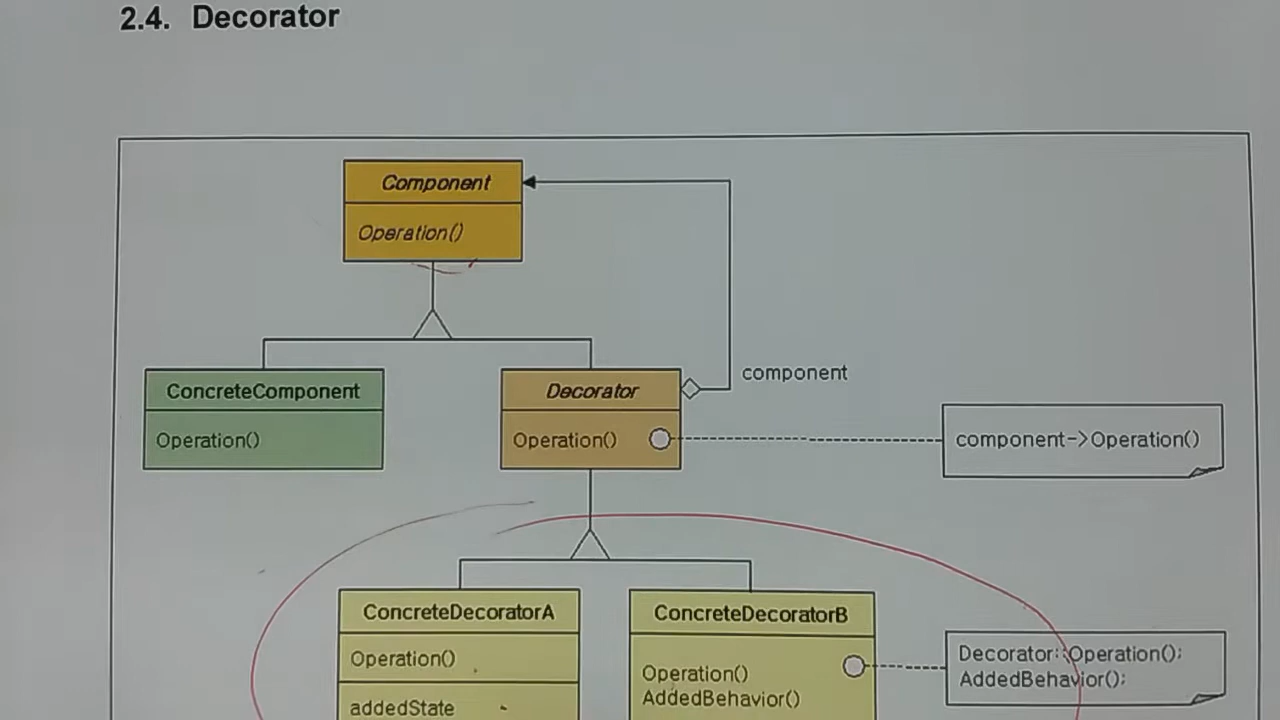 2.4. Decorator
Component
Operation()
component
ConcreteComponent
Operation()
Decorator
Operation()
component->Operation()
ConcreteDecoratorA
Operation()
addedState
ConcreteDecoratorB
Operation()
AddedBehavior()
Decorator::Operation();
AddedBehavior();